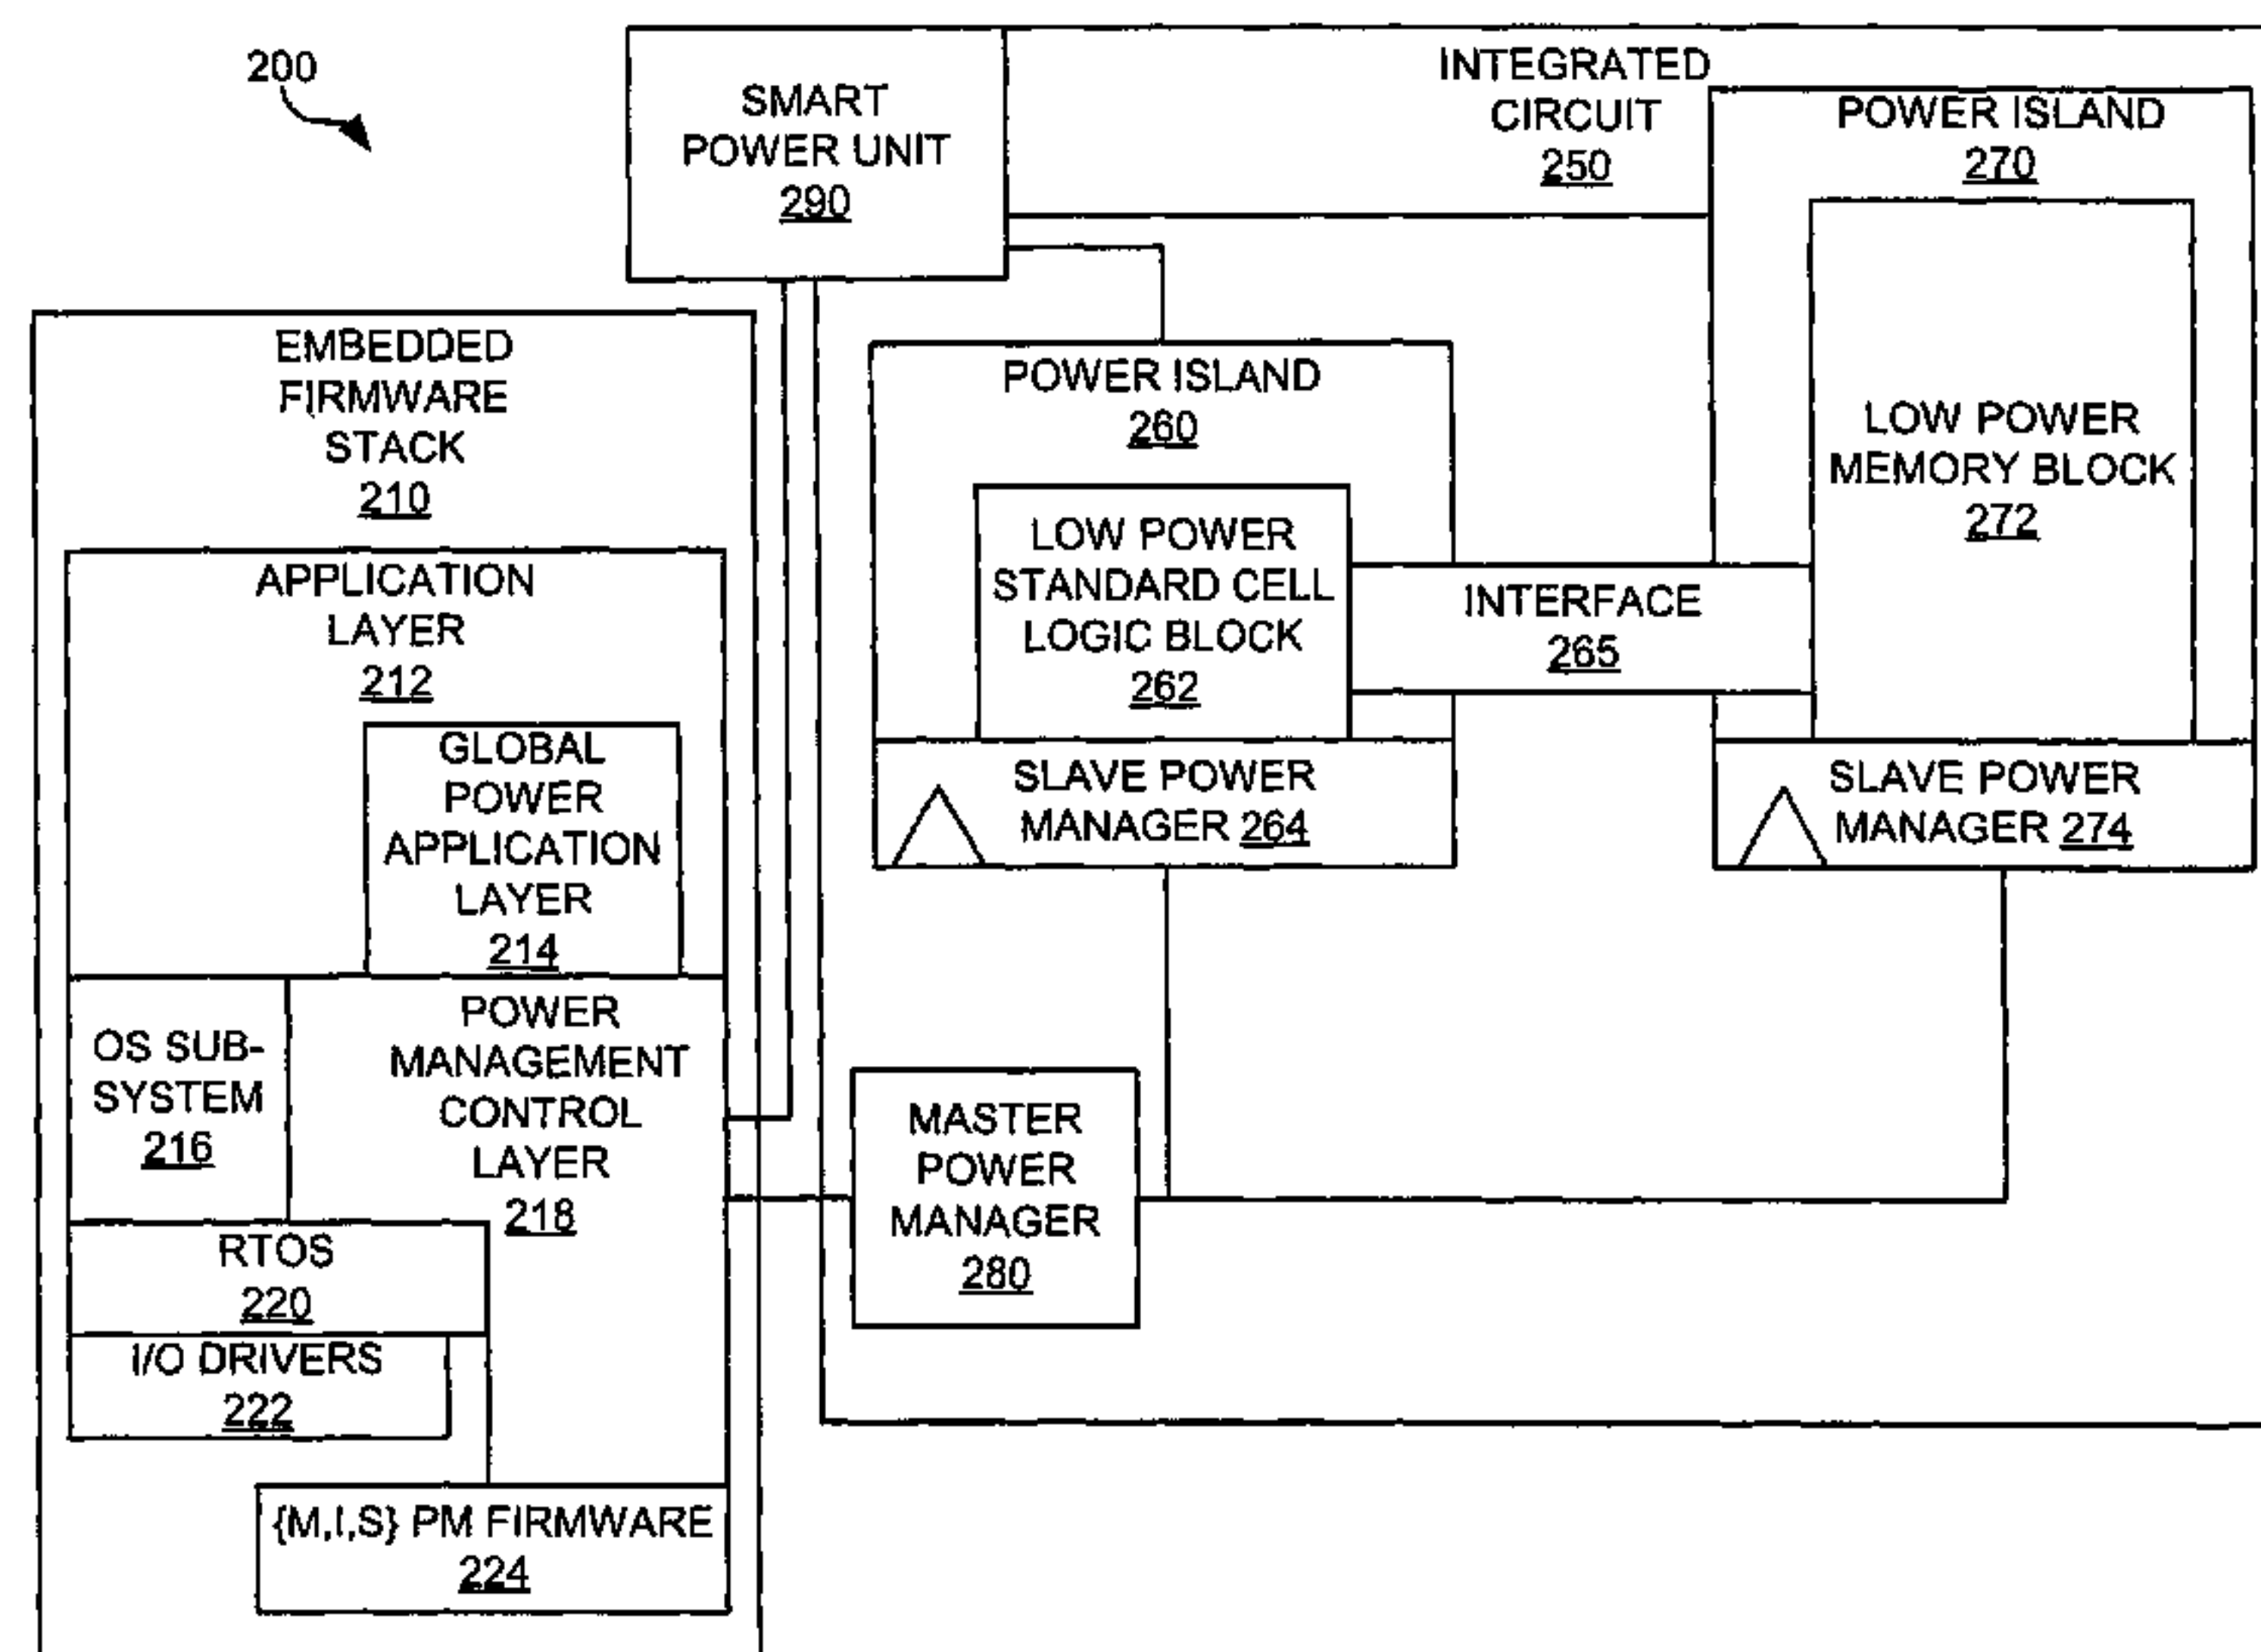 200
SMART
POWER UNIT
290
INTEGRATED
CIRCUIT
250
POWER ISLAND
270
LOW POWER
MEMORY BLOCK
272
EMBEDDED
FIRMWARE
STACK
210
POWER ISLAND
260
LOW POWER
STANDARD CELL
LOGIC BLOCK
262
INTERFACE
265
APPLICATION
LAYER
212
GLOBAL
POWER
APPLICATION
LAYER
214
SLAVE POWER
MANAGER 264
SLAVE POWER
MANAGER 274
OS SUB-
SYSTEM
216
POWER
MANAGEMENT
CONTROL
LAYER
218
MASTER
POWER
MANAGER
280
RTOS
220
I/O DRIVERS
222
{M,I,S} PM FIRMWARE
224